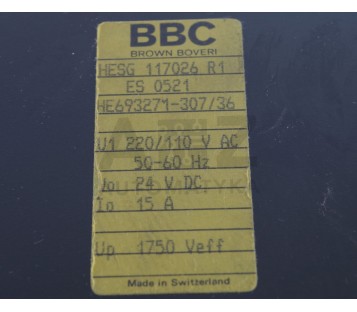 BBC
BROWN BOVERI
HESG 117026 R1
ES 0521
HE693271-307/36
U1 220/110 V AC
50-60 Hz
Uo 24 V DC
AUTOMATYKA
Io 15 A
Up 1750 Veff
Made in Switzerland